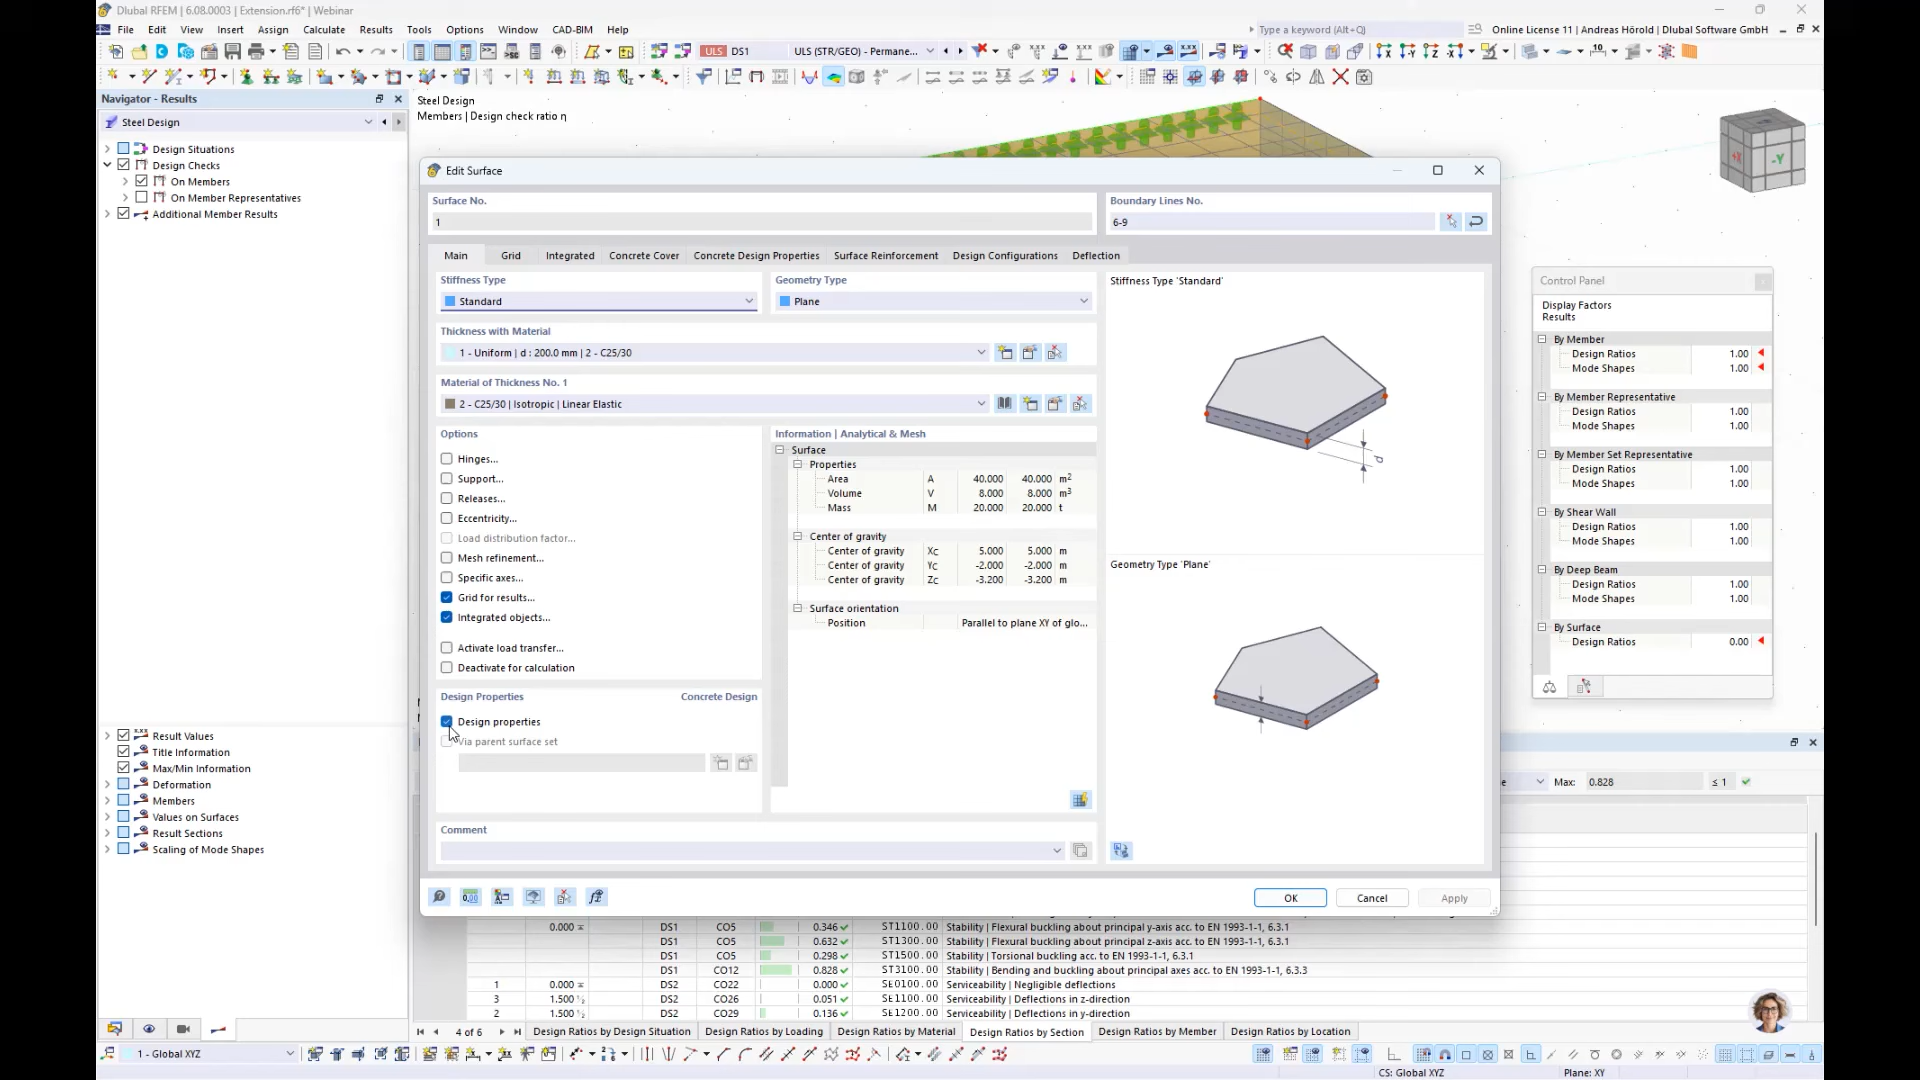 Dlubal RFEM | 6.08.0003 | Extension.rf6* | Webinar
File Edit View Insert Assign Calculate Results Tools Options Window CAD-BIM Help
Type a keyword (Alt+Q)
Online License 11 | Andreas Hörold | Dlubal Software GmbH
ULS DS1 ULS (STR/GEO) - Permane...
Navigator - Results
Steel Design
Design Situations
Design Checks
On Members
On Member Representatives
Additional Member Results
Steel Design
Members | Design check ratio η
Edit Surface
Surface No.
1
Boundary Lines No.
6-9
Main Grid Integrated Concrete Cover Concrete Design Properties Surface Reinforcement Design Configurations Deflection
Stiffness Type
Standard
Geometry Type
Plane
Thickness with Material
1 - Uniform | d : 200.0 mm | 2 - C25/30
Material of Thickness No. 1
2 - C25/30 | Isotropic | Linear Elastic
Options
Hinges...
Support...
Releases...
Eccentricity...
Load distribution factor...
Mesh refinement...
Specific axes...
Grid for results...
Integrated objects...
Activate load transfer...
Deactivate for calculation
Design Properties Concrete Design
Design properties
Via parent surface set
Information | Analytical & Mesh
Surface
Properties
Area A 40.000 40.000 m2
Volume V 8.000 8.000 m3
Mass M 20.000 20.000 t
Center of gravity
Center of gravity XC 5.000 5.000 m
Center of gravity YC -2.000 -2.000 m
Center of gravity ZC -3.200 -3.200 m
Surface orientation
Position Parallel to plane XY of glo...
Stiffness Type 'Standard'
d
Geometry Type 'Plane'
Comment
OK Cancel Apply
+X -Y
Control Panel
Display Factors
Results
By Member
Design Ratios 1.00
Mode Shapes 1.00
By Member Representative
Design Ratios 1.00
Mode Shapes 1.00
By Member Set Representative
Design Ratios 1.00
Mode Shapes 1.00
By Shear Wall
Design Ratios 1.00
Mode Shapes 1.00
By Deep Beam
Design Ratios 1.00
Mode Shapes 1.00
By Surface
Design Ratios 0.00
Result Values
Title Information
Max/Min Information
Deformation
Members
Values on Surfaces
Result Sections
Scaling of Mode Shapes
Max: 0.828 ≤ 1
0.000 DS1 CO5 0.346 ST1100.00 Stability | Flexural buckling about principal y-axis acc. to EN 1993-1-1, 6.3.1
DS1 CO5 0.632 ST1300.00 Stability | Flexural buckling about principal z-axis acc. to EN 1993-1-1, 6.3.1
DS1 CO5 0.298 ST1500.00 Stability | Torsional buckling acc. to EN 1993-1-1, 6.3.1
DS1 CO12 0.828 ST3100.00 Stability | Bending and buckling about principal axes acc. to EN 1993-1-1, 6.3.3
1 0.000 DS2 CO22 0.000 SE0100.00 Serviceability | Negligible deflections
3 1.500 ½ DS2 CO26 0.051 SE1100.00 Serviceability | Deflections in z-direction
2 1.500 ½ DS2 CO29 0.136 SE1200.00 Serviceability | Deflections in y-direction
4 of 6 Design Ratios by Design Situation Design Ratios by Loading Design Ratios by Material Design Ratios by Section Design Ratios by Member Design Ratios by Location
1 - Global XYZ
CS: Global XYZ Plane: XY